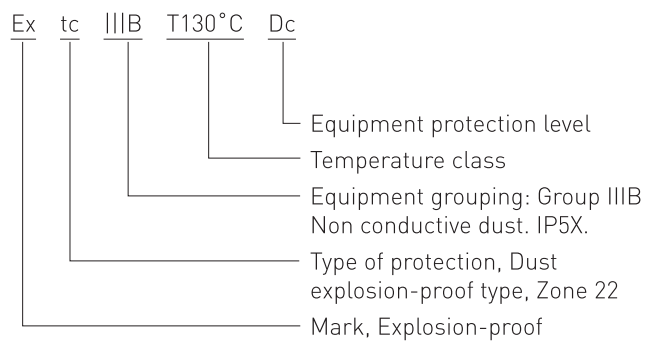 Ex tc IIIB T130°C Dc
Equipment protection level
Temperature class
Equipment grouping: Group IIIB
Non conductive dust. IP5X.
Type of protection, Dust
explosion-proof type, Zone 22
Mark, Explosion-proof